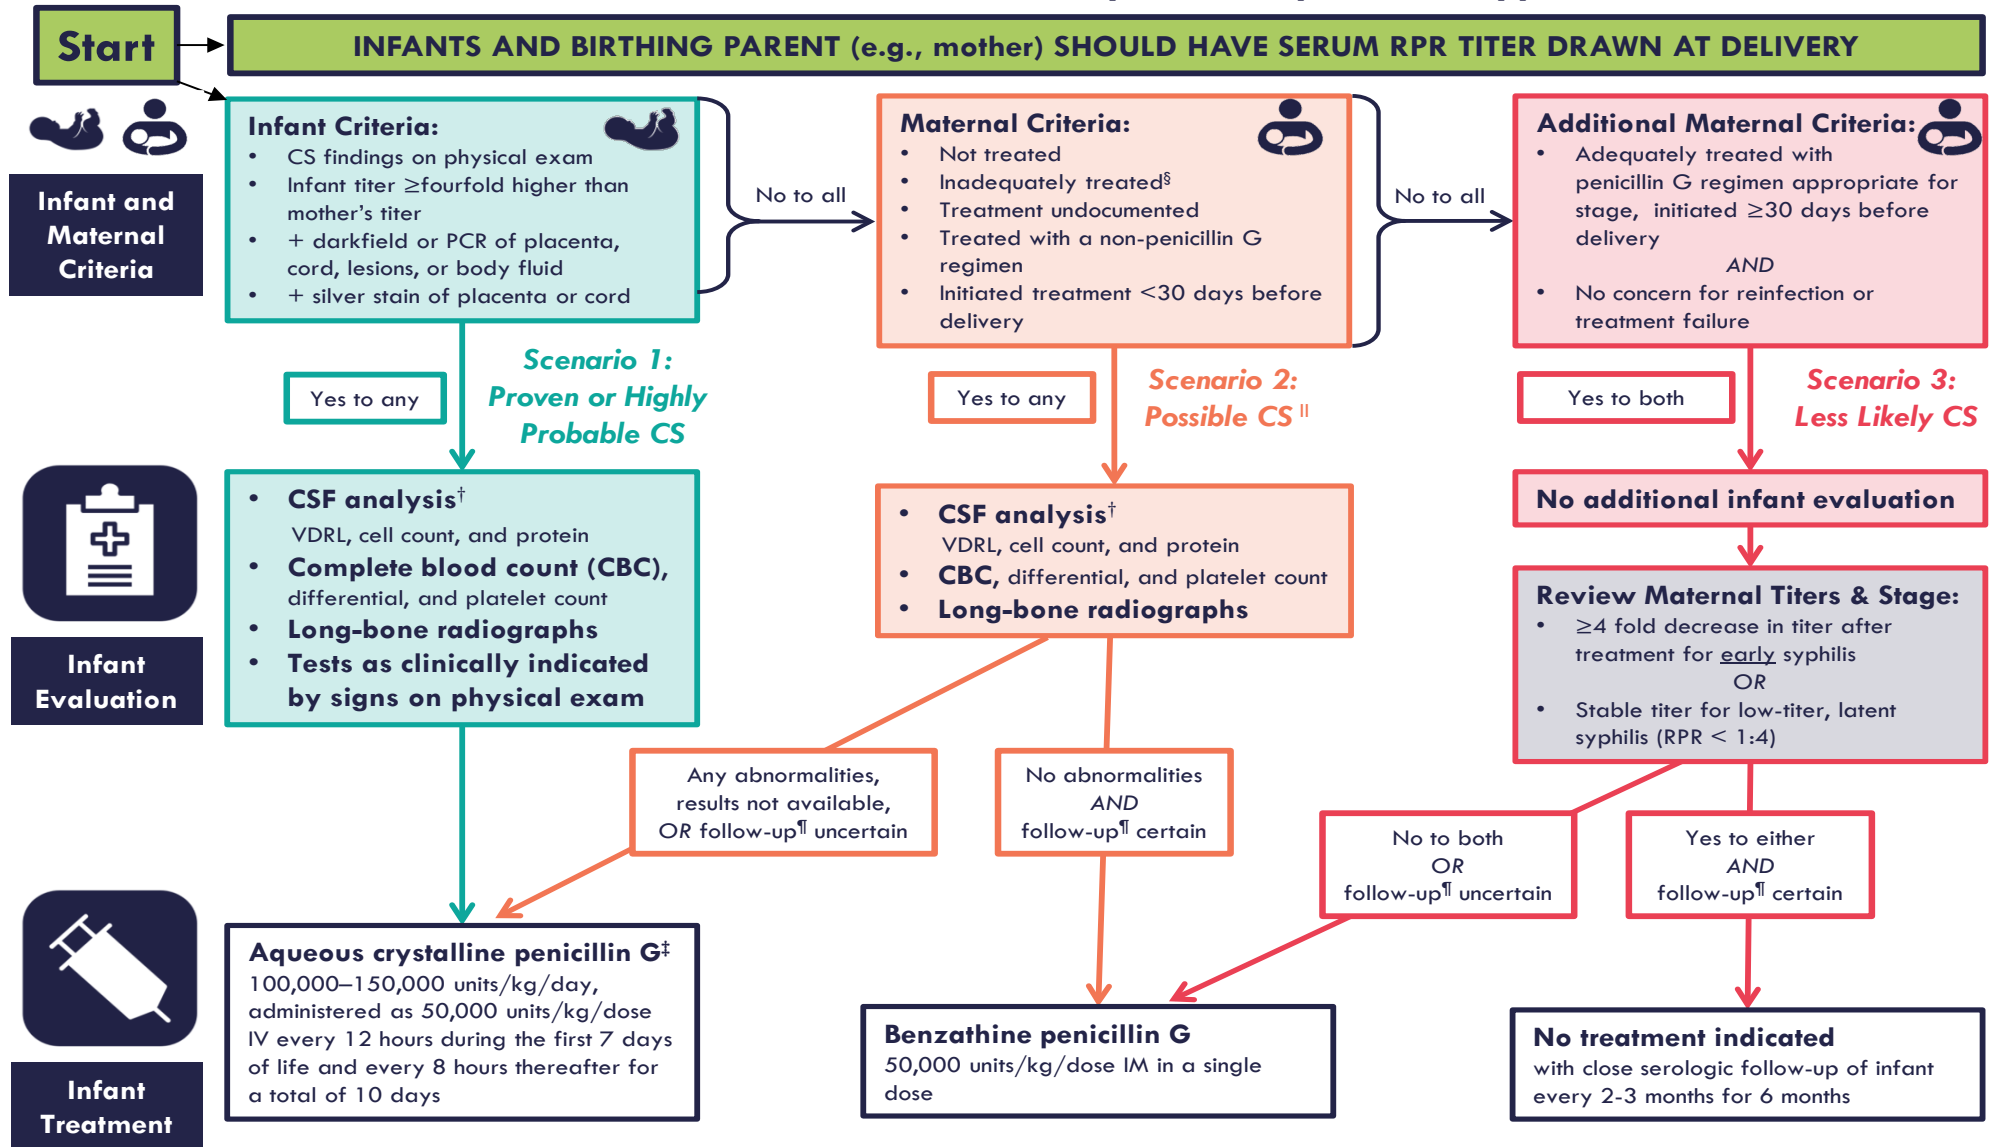 Start
INFANTS AND BIRTHING PARENT (e.g., mother) SHOULD HAVE SERUM RPR TITER DRAWN AT DELIVERY
Infant and
Maternal
Criteria
Infant Criteria:
• CS findings on physical exam
• Infant titer ≥fourfold higher than
mother's titer
• + darkfield or PCR of placenta,
cord, lesions, or body fluid
• + silver stain of placenta or cord
No to all
Maternal Criteria:
• Not treated
• Inadequately treated§
• Treatment undocumented
• Treated with a non-penicillin G
regimen
• Initiated treatment <30 days before
delivery
No to all
Additional Maternal Criteria:
• Adequately treated with
penicillin G regimen appropriate for
stage, initiated ≥30 days before
delivery
AND
• No concern for reinfection or
treatment failure
Yes to any
Scenario 1:
Proven or Highly
Probable CS
Yes to any
Scenario 2:
Possible CS ||
Yes to both
Scenario 3:
Less Likely CS
Infant
Evaluation
• CSF analysis†
VDRL, cell count, and protein
• Complete blood count (CBC),
differential, and platelet count
• Long-bone radiographs
• Tests as clinically indicated
by signs on physical exam
• CSF analysis†
VDRL, cell count, and protein
• CBC, differential, and platelet count
• Long-bone radiographs
No additional infant evaluation
Review Maternal Titers & Stage:
• ≥4 fold decrease in titer after
treatment for early syphilis
OR
• Stable titer for low-titer, latent
syphilis (RPR < 1:4)
Any abnormalities,
results not available,
OR follow-up¶ uncertain
No abnormalities
AND
follow-up¶ certain
No to both
OR
follow-up¶ uncertain
Yes to either
AND
follow-up¶ certain
Infant
Treatment
Aqueous crystalline penicillin G‡
100,000–150,000 units/kg/day,
administered as 50,000 units/kg/dose
IV every 12 hours during the first 7 days
of life and every 8 hours thereafter for
a total of 10 days
Benzathine penicillin G
50,000 units/kg/dose IM in a single
dose
No treatment indicated
with close serologic follow-up of infant
every 2-3 months for 6 months